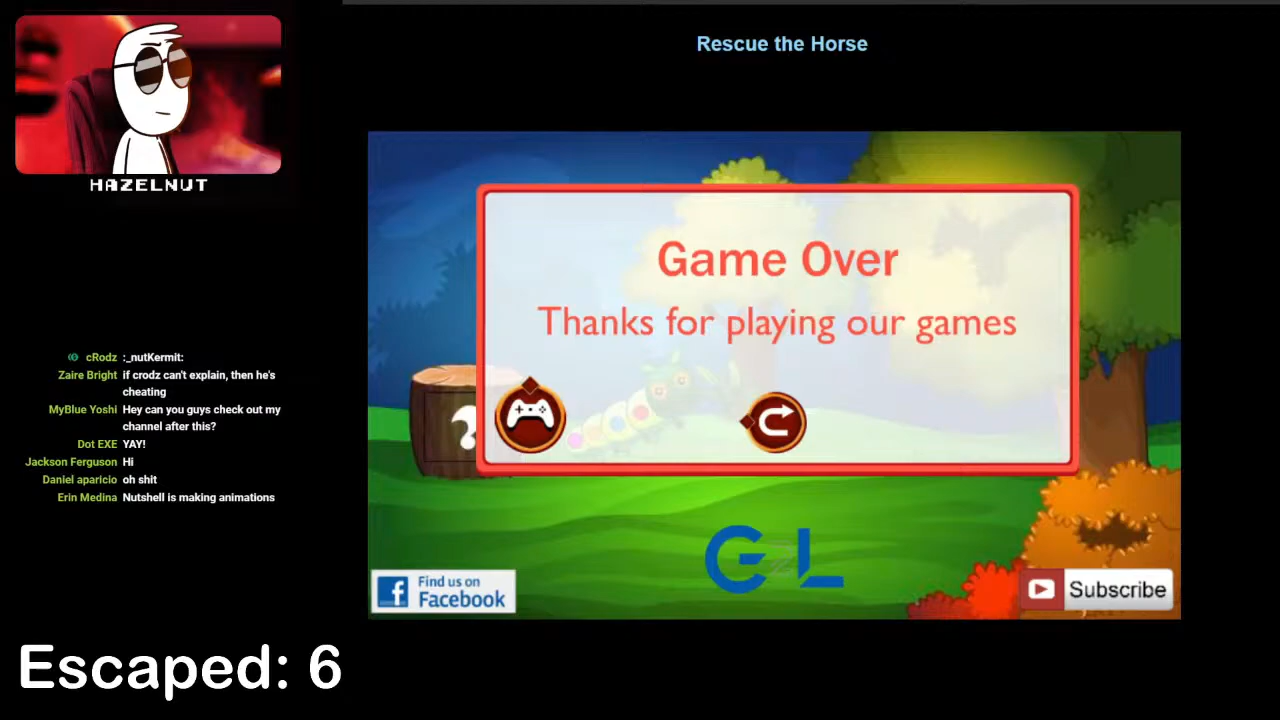 HAZELNUT
Rescue the Horse
Game Over
Thanks for playing our games
cRodz :_nutKermit:
Zaire Bright if crodz can't explain, then he's
cheating
MyBlue Yoshi Hey can you guys check out my
channel after this?
Dot EXE YAY!
Jackson Ferguson Hi
Daniel aparicio oh shit
Erin Medina Nutshell is making animations
?
GzL
Find us on
Facebook
Subscribe
Escaped: 6